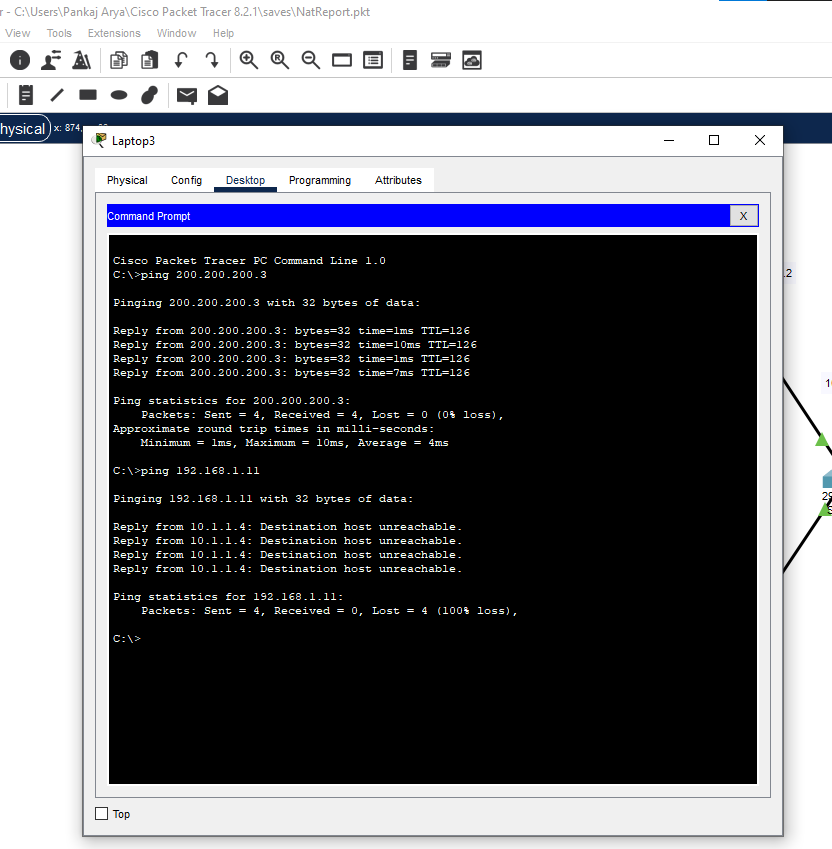 r - C:\Users\Pankaj Arya\Cisco Packet Tracer 8.2.1\saves\NatReport.pkt
View Tools Extensions Window Help
hysical x: 874,
Laptop3
Physical Config Desktop Programming Attributes
Command Prompt X
Cisco Packet Tracer PC Command Line 1.0
C:\>ping 200.200.200.3
Pinging 200.200.200.3 with 32 bytes of data:
Reply from 200.200.200.3: bytes=32 time=1ms TTL=126
Reply from 200.200.200.3: bytes=32 time=10ms TTL=126
Reply from 200.200.200.3: bytes=32 time=1ms TTL=126
Reply from 200.200.200.3: bytes=32 time=7ms TTL=126
Ping statistics for 200.200.200.3:
Packets: Sent = 4, Received = 4, Lost = 0 (0% loss),
Approximate round trip times in milli-seconds:
Minimum = 1ms, Maximum = 10ms, Average = 4ms
C:\>ping 192.168.1.11
Pinging 192.168.1.11 with 32 bytes of data:
Reply from 10.1.1.4: Destination host unreachable.
Reply from 10.1.1.4: Destination host unreachable.
Reply from 10.1.1.4: Destination host unreachable.
Reply from 10.1.1.4: Destination host unreachable.
Ping statistics for 192.168.1.11:
Packets: Sent = 4, Received = 0, Lost = 4 (100% loss),
C:\>
Top
.2
29